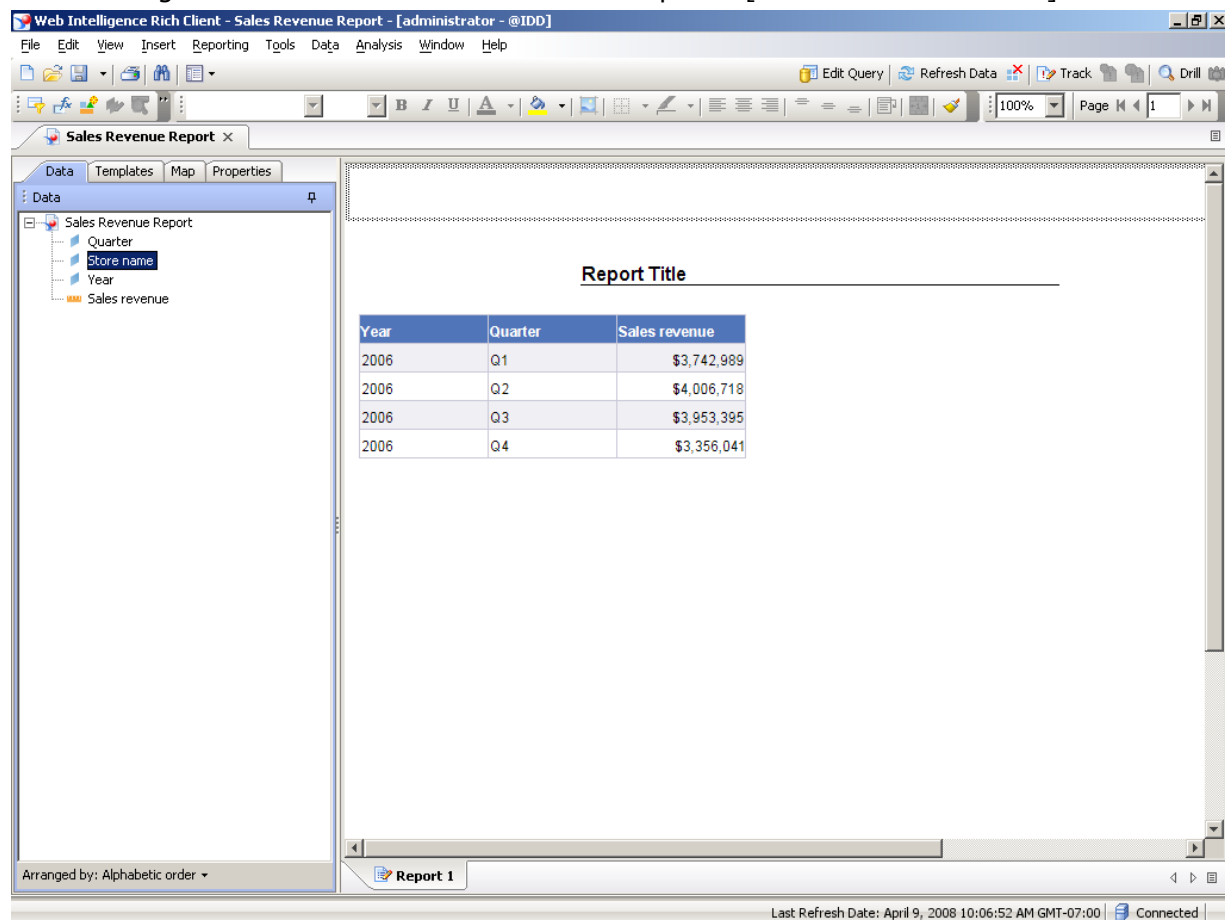 Web Intelligence Rich Client - Sales Revenue Report - [administrator - @IDD]
File Edit View Insert Reporting Tools Data Analysis Window Help
Edit Query Refresh Data Track Drill
B I U A 100% Page 1
Sales Revenue Report
Data Templates Map Properties
Data
Sales Revenue Report
Quarter
Store name
Year
Sales revenue
Report Title
Year Quarter Sales revenue
2006 Q1 $3,742,989
2006 Q2 $4,006,718
2006 Q3 $3,953,395
2006 Q4 $3,356,041
Arranged by: Alphabetic order
Report 1
Last Refresh Date: April 9, 2008 10:06:52 AM GMT-07:00 Connected